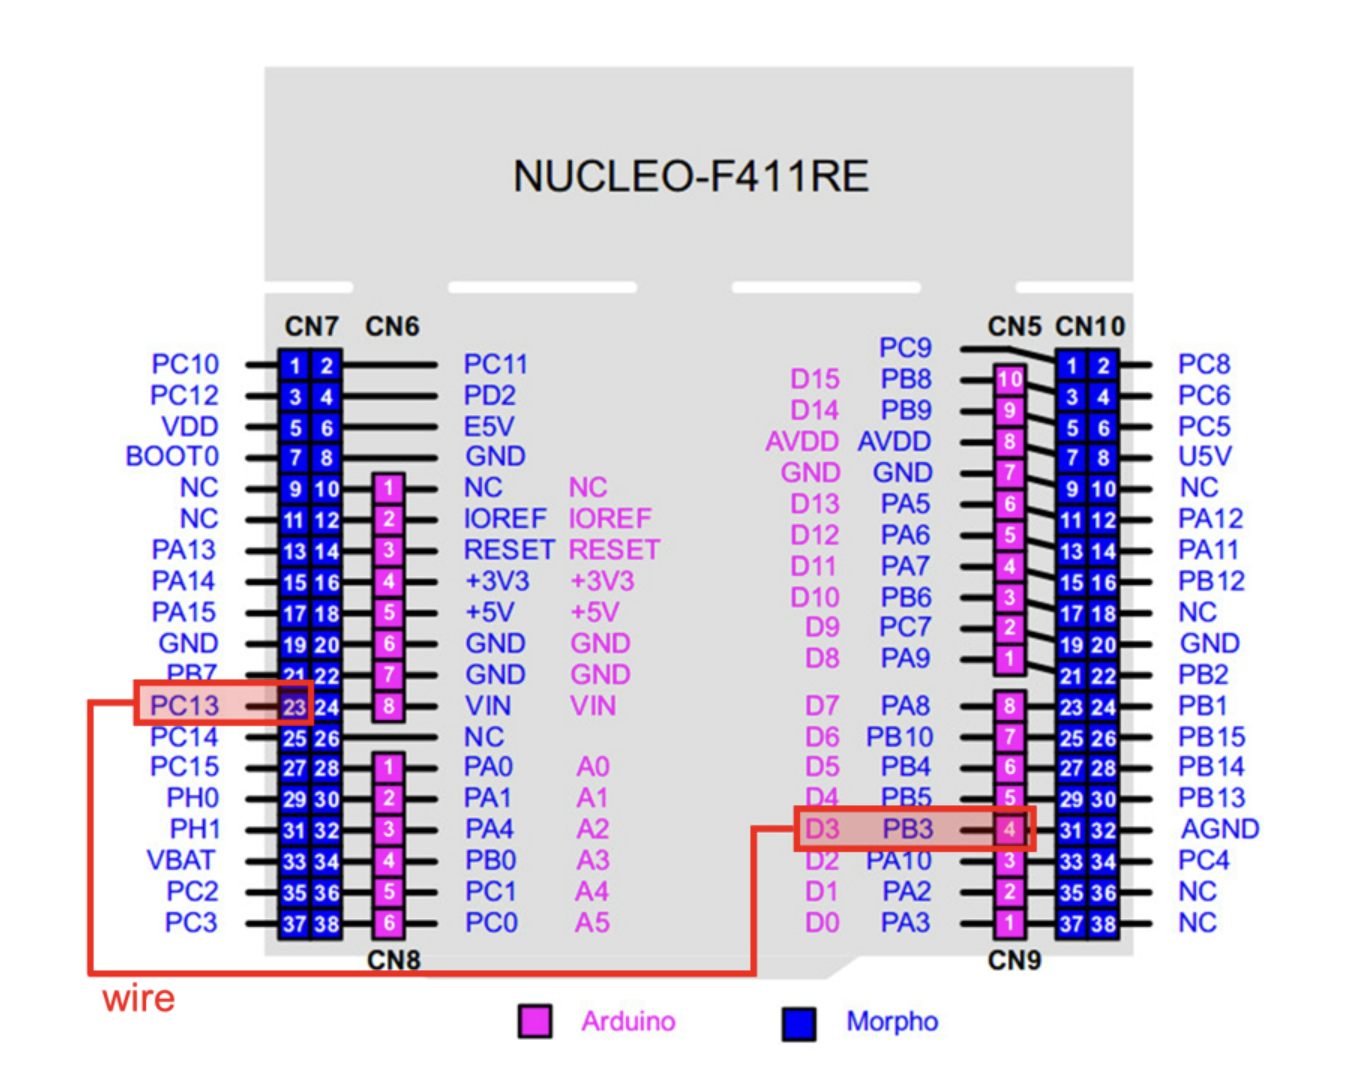 NUCLEO-F411RE
CN7 CN6 CN5 CN10
PC9
PC10 1 2 PC11 1 2 PC8
D15 PB8 10
PC12 3 4 PD2 3 4 PC6
D14 PB9 9
VDD 5 6 E5V 5 6 PC5
AVDD AVDD 8
BOOT0 7 8 GND 7 8 U5V
GND GND 7
NC 9 10 1 NC NC 9 10 NC
D13 PA5 6
NC 11 12 2 IOREF IOREF 11 12 PA12
D12 PA6 5
PA13 13 14 3 RESET RESET 13 14 PA11
D11 PA7 4
PA14 15 16 4 +3V3 +3V3 15 16 PB12
D10 PB6 3
PA15 17 18 5 +5V +5V 17 18 NC
D9 PC7 2
GND 19 20 6 GND GND 19 20 GND
D8 PA9 1
PB7 21 22 7 GND GND 21 22 PB2
PC13 23 24 8 VIN VIN D7 PA8 8 23 24 PB1
PC14 25 26 NC D6 PB10 7 25 26 PB15
PC15 27 28 1 PA0 A0 D5 PB4 6 27 28 PB14
PH0 29 30 2 PA1 A1 D4 PB5 5 29 30 PB13
PH1 31 32 3 PA4 A2 D3 PB3 4 31 32 AGND
VBAT 33 34 4 PB0 A3 D2 PA10 3 33 34 PC4
PC2 35 36 5 PC1 A4 D1 PA2 2 35 36 NC
PC3 37 38 6 PC0 A5 D0 PA3 1 37 38 NC
CN8 CN9
wire
Arduino Morpho